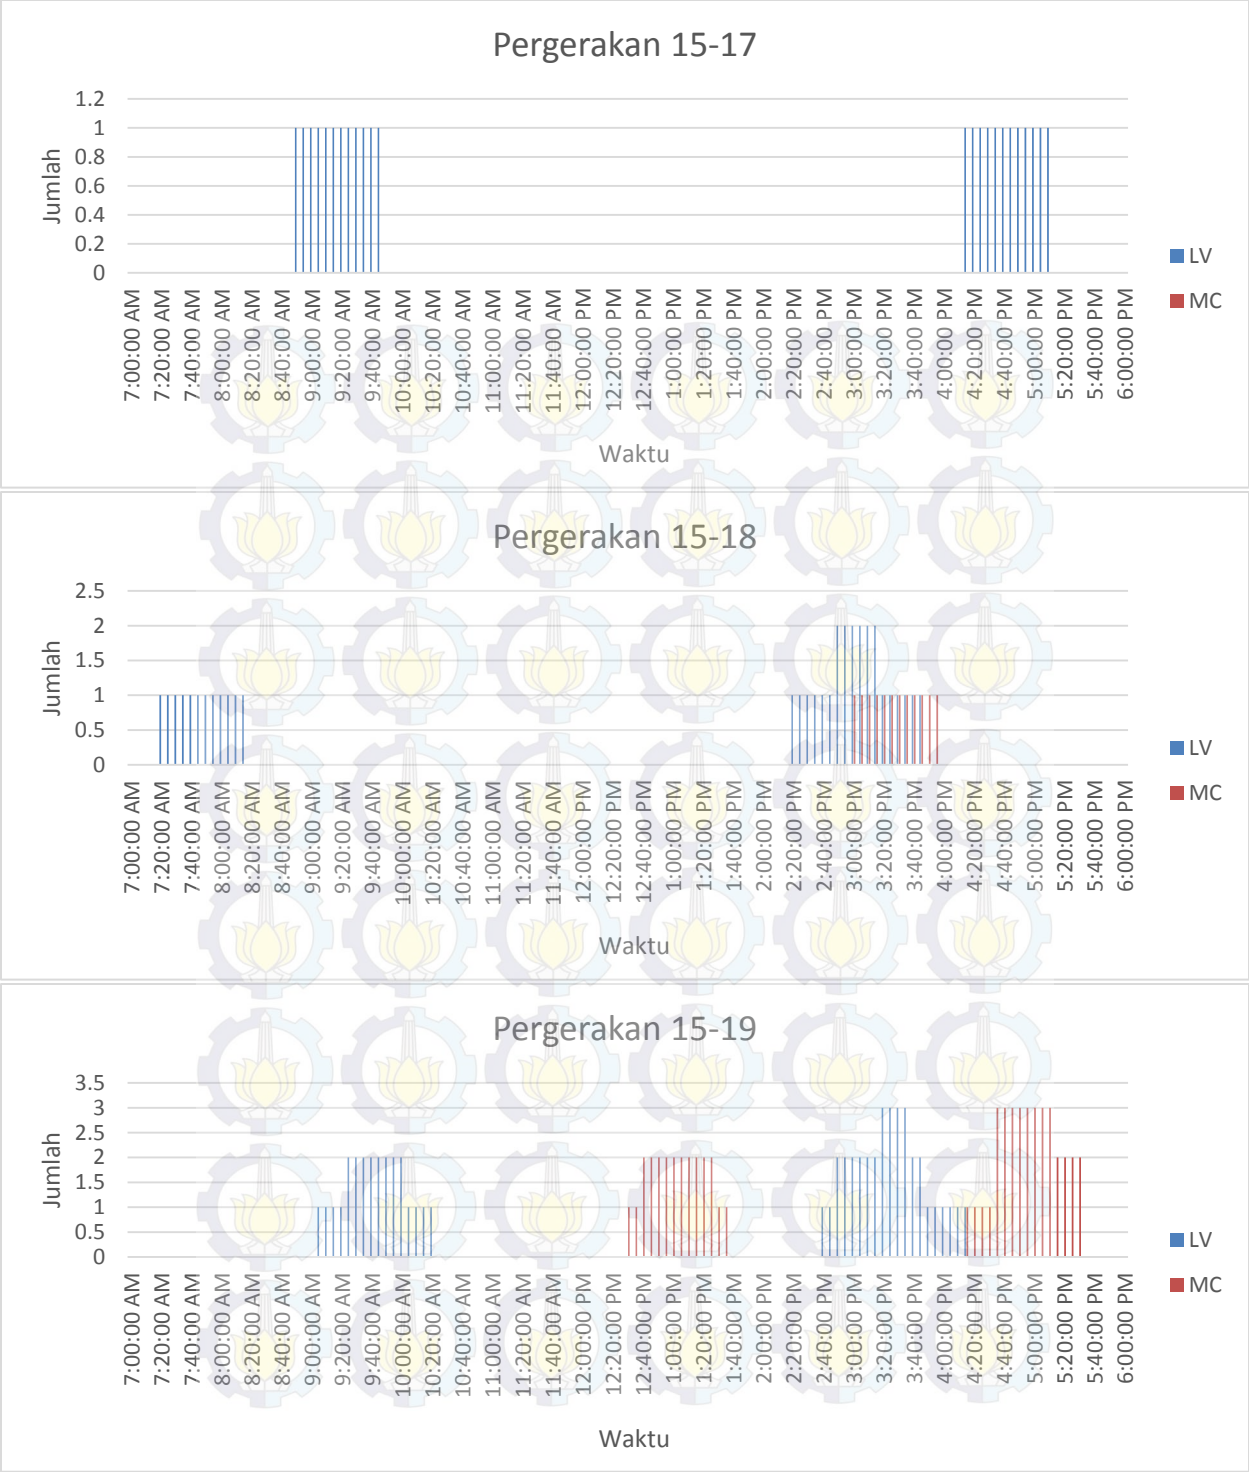 Pergerakan 15-17
1.2
1
0.8
0.6
0.4
0.2
0
Jumlah
7:00:00 AM
7:20:00 AM
7:40:00 AM
8:00:00 AM
8:20:00 AM
8:40:00 AM
9:00:00 AM
9:20:00 AM
9:40:00 AM
10:00:00 AM
10:20:00 AM
10:40:00 AM
11:00:00 AM
11:20:00 AM
11:40:00 AM
12:00:00 PM
12:20:00 PM
12:40:00 PM
1:00:00 PM
1:20:00 PM
1:40:00 PM
2:00:00 PM
2:20:00 PM
2:40:00 PM
3:00:00 PM
3:20:00 PM
3:40:00 PM
4:00:00 PM
4:20:00 PM
4:40:00 PM
5:00:00 PM
5:20:00 PM
5:40:00 PM
6:00:00 PM
Waktu
LV
MC
Pergerakan 15-18
2.5
2
1.5
1
0.5
0
Jumlah
7:00:00 AM
7:20:00 AM
7:40:00 AM
8:00:00 AM
8:20:00 AM
8:40:00 AM
9:00:00 AM
9:20:00 AM
9:40:00 AM
10:00:00 AM
10:20:00 AM
10:40:00 AM
11:00:00 AM
11:20:00 AM
11:40:00 AM
12:00:00 PM
12:20:00 PM
12:40:00 PM
1:00:00 PM
1:20:00 PM
1:40:00 PM
2:00:00 PM
2:20:00 PM
2:40:00 PM
3:00:00 PM
3:20:00 PM
3:40:00 PM
4:00:00 PM
4:20:00 PM
4:40:00 PM
5:00:00 PM
5:20:00 PM
5:40:00 PM
6:00:00 PM
Waktu
LV
MC
Pergerakan 15-19
3.5
3
2.5
2
1.5
1
0.5
0
Jumlah
7:00:00 AM
7:20:00 AM
7:40:00 AM
8:00:00 AM
8:20:00 AM
8:40:00 AM
9:00:00 AM
9:20:00 AM
9:40:00 AM
10:00:00 AM
10:20:00 AM
10:40:00 AM
11:00:00 AM
11:20:00 AM
11:40:00 AM
12:00:00 PM
12:20:00 PM
12:40:00 PM
1:00:00 PM
1:20:00 PM
1:40:00 PM
2:00:00 PM
2:20:00 PM
2:40:00 PM
3:00:00 PM
3:20:00 PM
3:40:00 PM
4:00:00 PM
4:20:00 PM
4:40:00 PM
5:00:00 PM
5:20:00 PM
5:40:00 PM
6:00:00 PM
Waktu
LV
MC